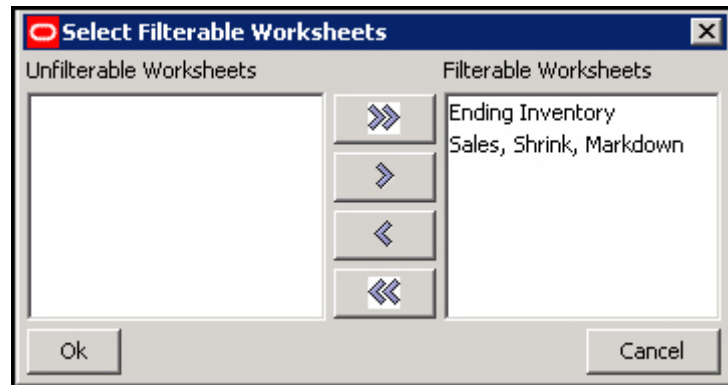 Select Filterable Worksheets
Unfilterable Worksheets
Filterable Worksheets
Ending Inventory
Sales, Shrink, Markdown
Ok
Cancel